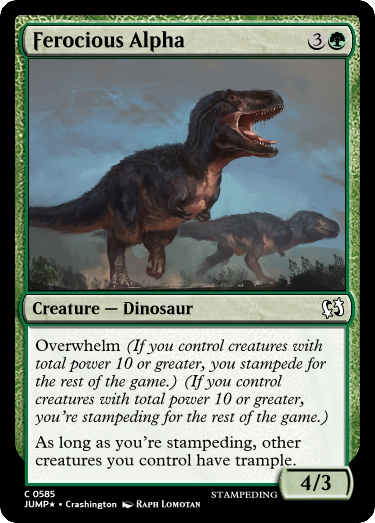 Ferocious Alpha 3
Creature — Dinosaur
Overwhelm (If you control creatures with
total power 10 or greater, you stampede for
the rest of the game.) (If you control
creatures with total power 10 or greater,
you're stampeding for the rest of the game.)
As long as you're stampeding, other
creatures you control have trample.
4/3
C 0585
STAMPEDING
JUMP★ • Crashington Raph Lomotan